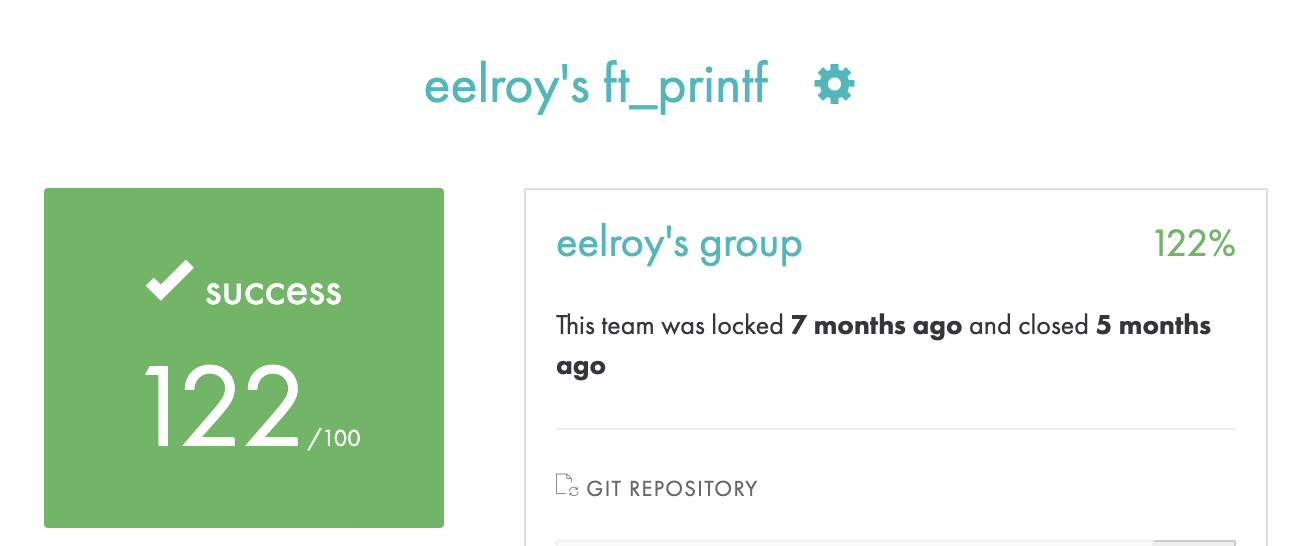 eelroy's ft_printf
success
122/100
eelroy's group
122%
This team was locked 7 months ago and closed 5 months
ago
GIT REPOSITORY